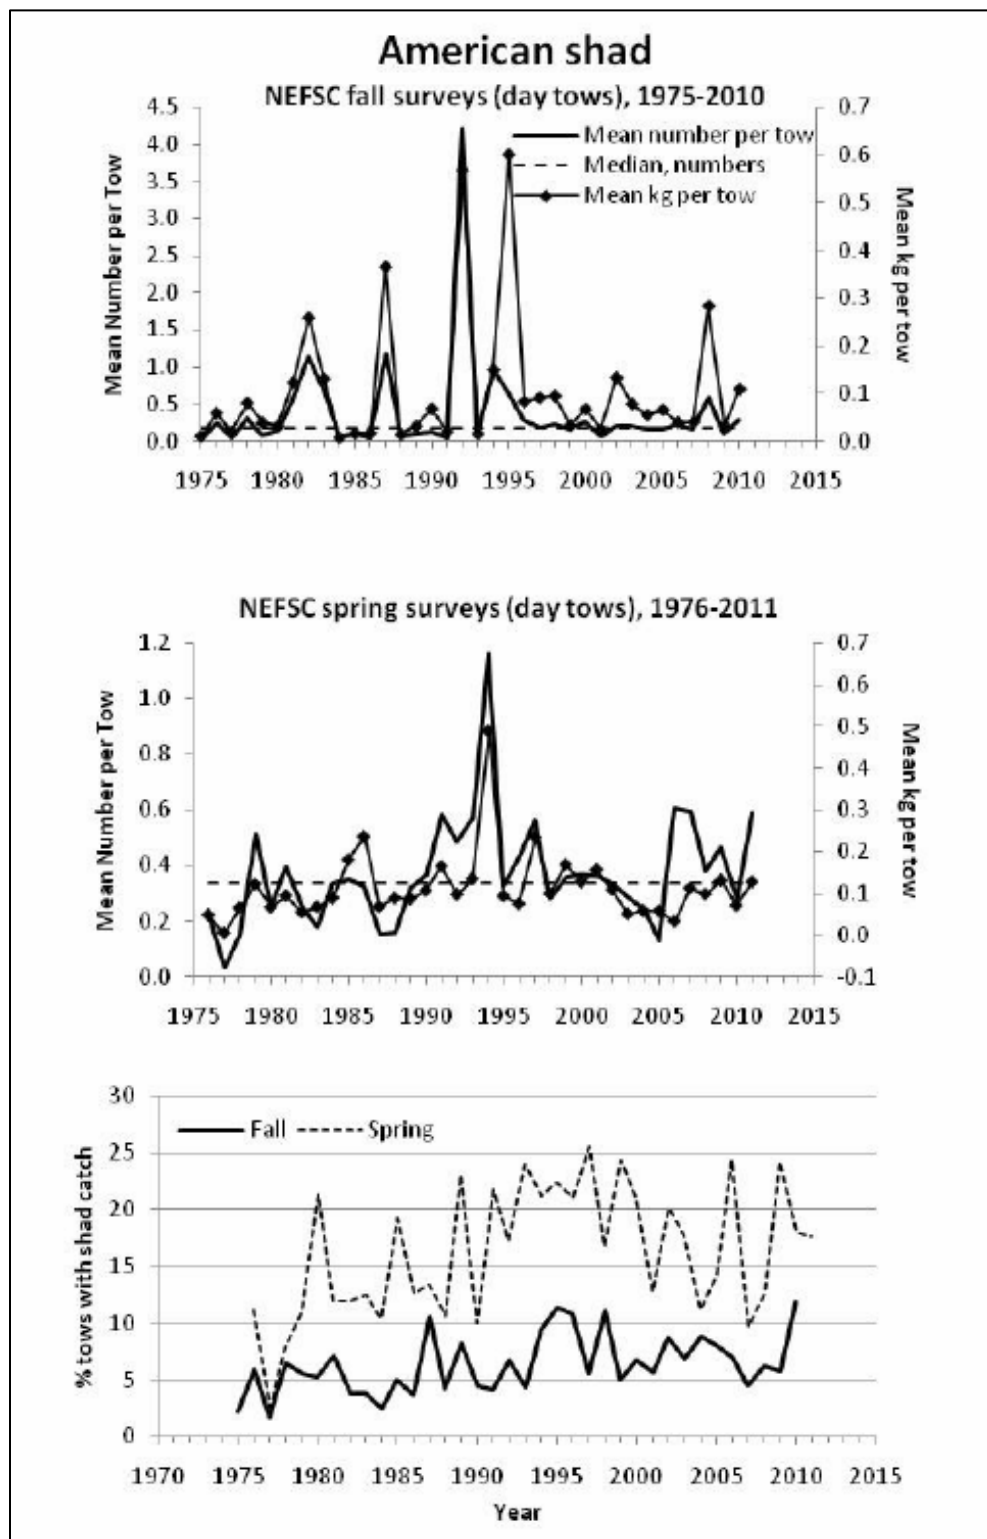 American shad
NEFSC fall surveys (day tows), 1975-2010
4.5
4.0
3.5
3.0
2.5
2.0
1.5
1.0
0.5
0.0
Mean Number per Tow
0.7
0.6
0.5
0.4
0.3
0.2
0.1
0.0
Mean kg per tow
Mean number per tow
Median, numbers
Mean kg per tow
1975 1980 1985 1990 1995 2000 2005 2010 2015
NEFSC spring surveys (day tows), 1976-2011
1.2
1.0
0.8
0.6
0.4
0.2
0.0
Mean Number per Tow
0.7
0.6
0.5
0.4
0.3
0.2
0.1
0.0
-0.1
Mean kg per tow
1975 1980 1985 1990 1995 2000 2005 2010 2015
30
25
20
15
10
5
0
% tows with shad catch
Fall
Spring
1970 1975 1980 1985 1990 1995 2000 2005 2010 2015
Year